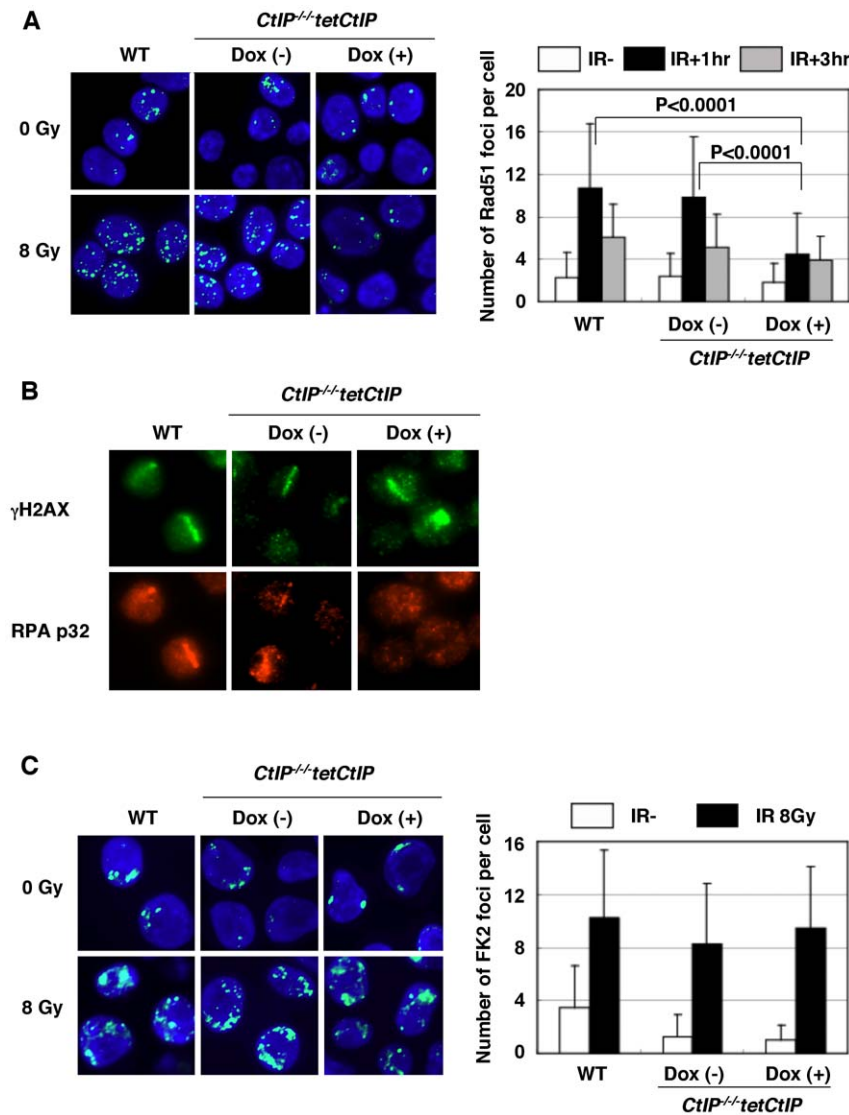 A
CtIP-/-/-tetCtIP
WT Dox (-) Dox (+)
0 Gy
8 Gy
IR- IR+1hr IR+3hr
Number of Rad51 foci per cell
20
16
12
8
4
0
P<0.0001
P<0.0001
WT Dox (-) Dox (+)
CtIP-/-/-tetCtIP
B
CtIP-/-/-tetCtIP
WT Dox (-) Dox (+)
γH2AX
RPA p32
C
CtIP-/-/-tetCtIP
WT Dox (-) Dox (+)
0 Gy
8 Gy
IR- IR 8Gy
Number of FK2 foci per cell
16
12
8
4
0
WT Dox (-) Dox (+)
CtIP-/-/-tetCtIP